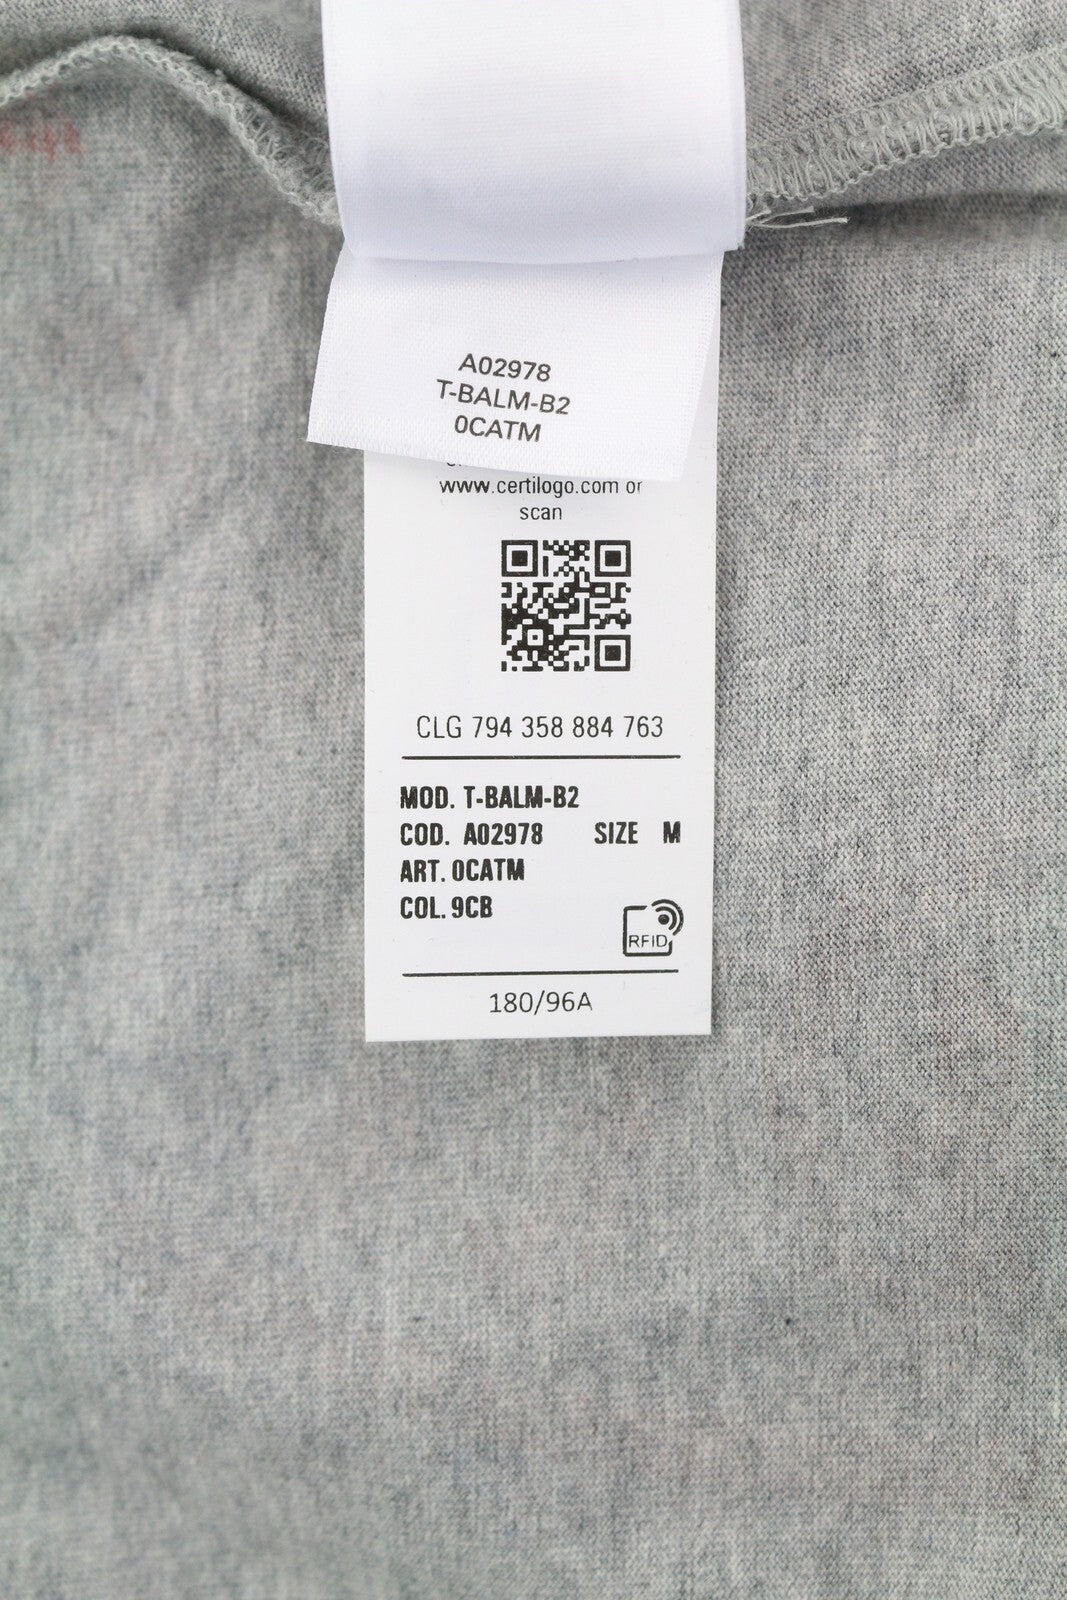 A02978
T-BALM-B2
0CATM
www.certilogo.com or
scan
CLG 794 358 884 763
MOD. T-BALM-B2
COD. A02978 SIZE M
ART. 0CATM
COL. 9CB
RFID
180/96A